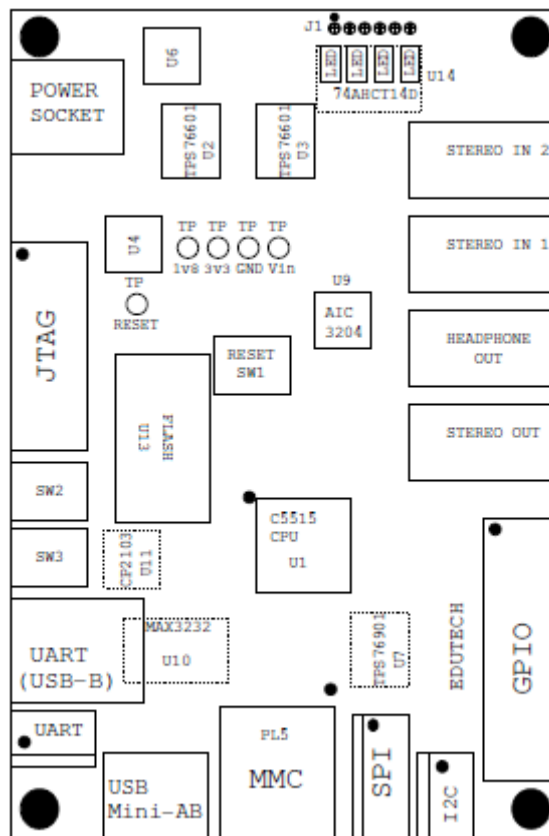 J1
LED LED LED LED
U14
74AHCT14D
U6
POWER
SOCKET
TPS76601
U2
TPS76601
U3
STEREO IN 2
U4
TP TP TP TP
1v8 3v3 GND Vin
STEREO IN 1
TP
RESET
U9
AIC
3204
JTAG
RESET
SW1
HEADPHONE
OUT
FLASH
U13
STEREO OUT
SW2
C5515
CPU
U1
SW3
CP2103
U11
MAX3232
U10
UART
(USB-B)
TPS76901
U7
EDUTECH
GPIO
UART
PL5
MMC
SPI
I2C
USB
Mini-AB